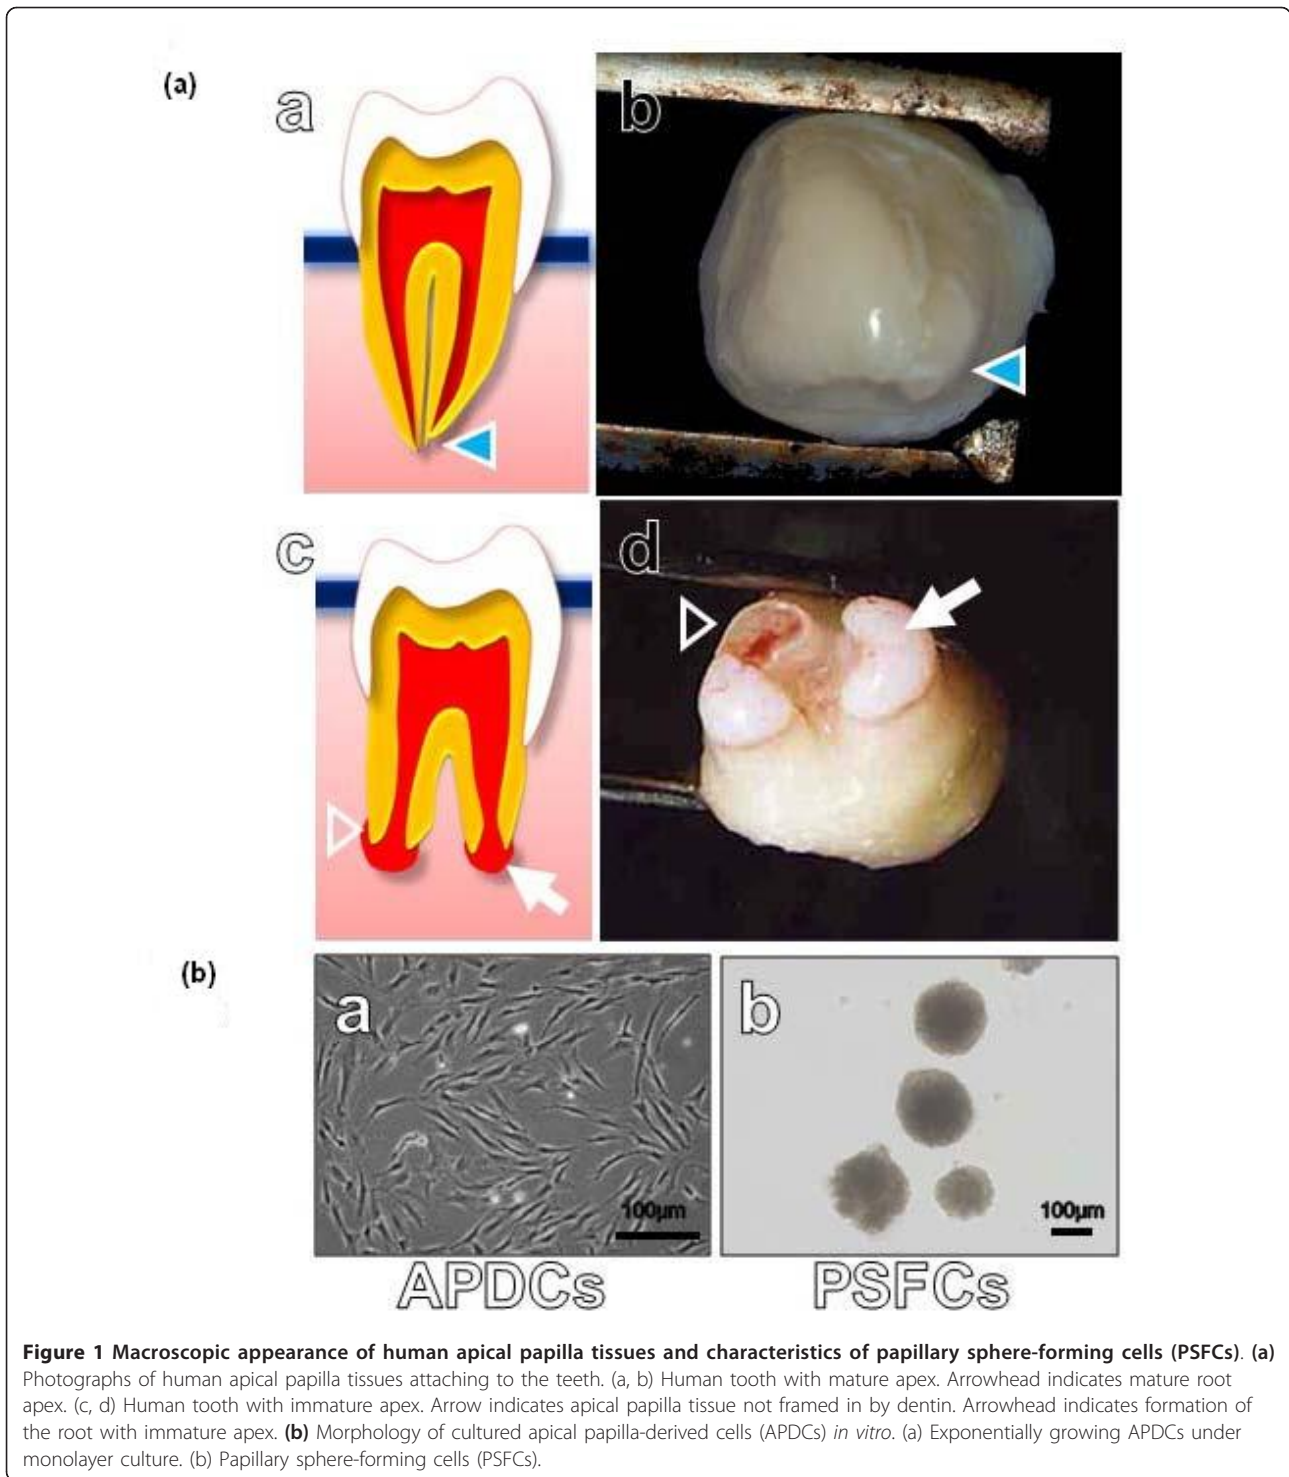 (a)
a
b
c
d
(b)
a
b
100µm
100µm
APDCs
PSFCs
Figure 1 Macroscopic appearance of human apical papilla tissues and characteristics of papillary sphere-forming cells (PSFCs). (a)
Photographs of human apical papilla tissues attaching to the teeth. (a, b) Human tooth with mature apex. Arrowhead indicates mature root
apex. (c, d) Human tooth with immature apex. Arrow indicates apical papilla tissue not framed in by dentin. Arrowhead indicates formation of
the root with immature apex. (b) Morphology of cultured apical papilla-derived cells (APDCs) in vitro. (a) Exponentially growing APDCs under
monolayer culture. (b) Papillary sphere-forming cells (PSFCs).